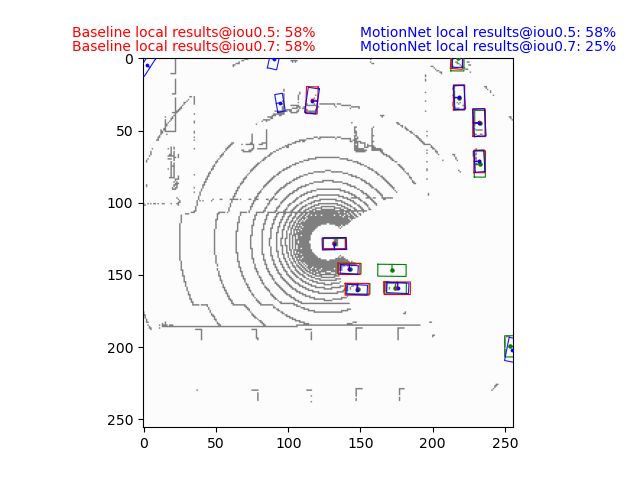 Baseline local results@iou0.5: 58% MotionNet local results@iou0.5: 58%
Baseline local results@iou0.7: 58% MotionNet local results@iou0.7: 25%
0
50
100
150
200
250
0 50 100 150 200 250